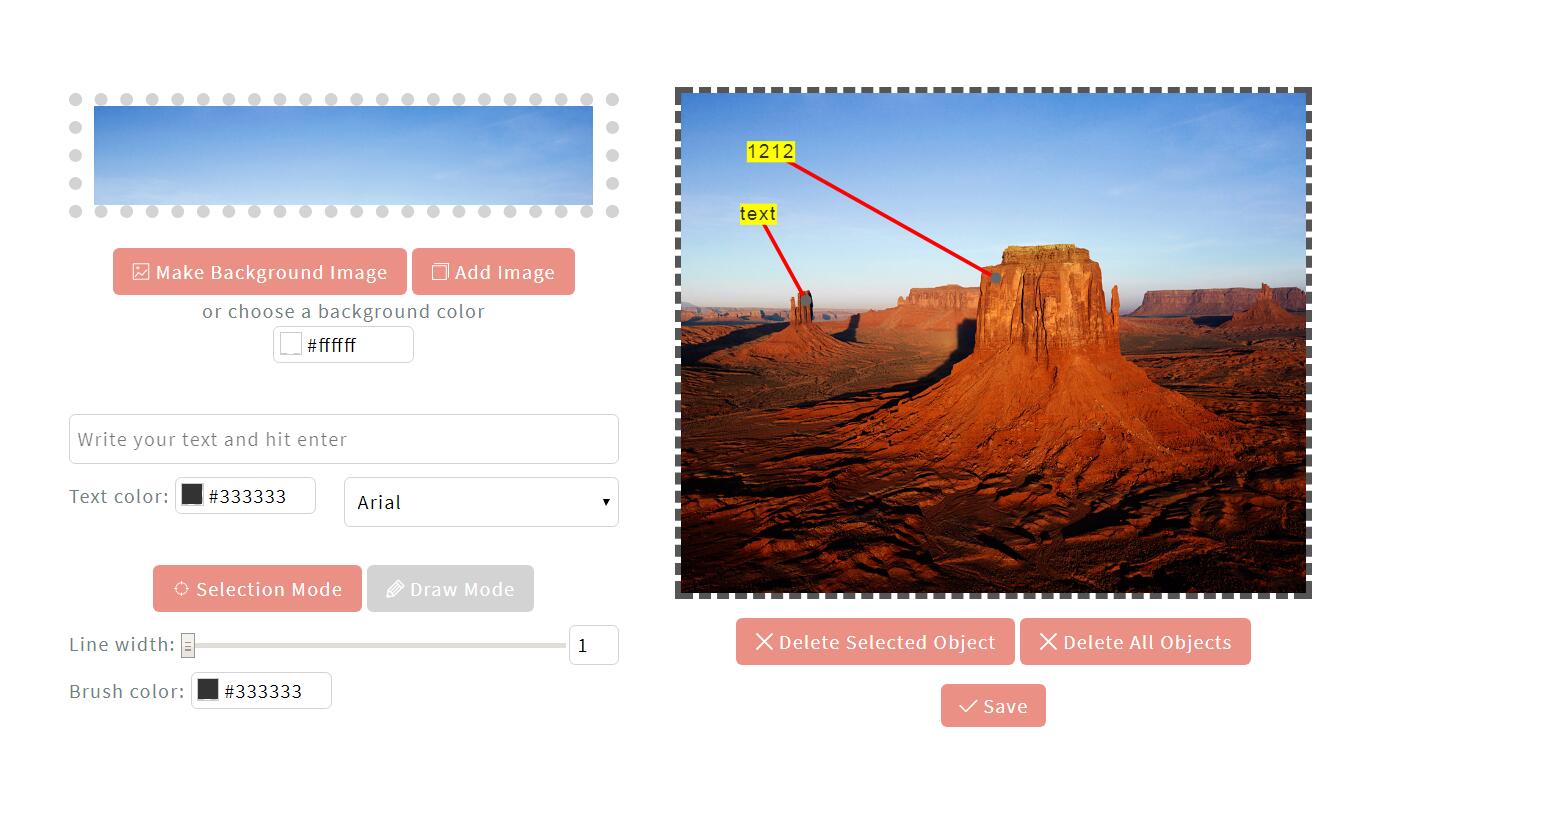 Make Background Image
Add Image
or choose a background color
#ffffff
Write your text and hit enter
Text color: #333333
Arial
Selection Mode
Draw Mode
Line width:
1
Brush color: #333333
1212
text
Delete Selected Object
Delete All Objects
Save